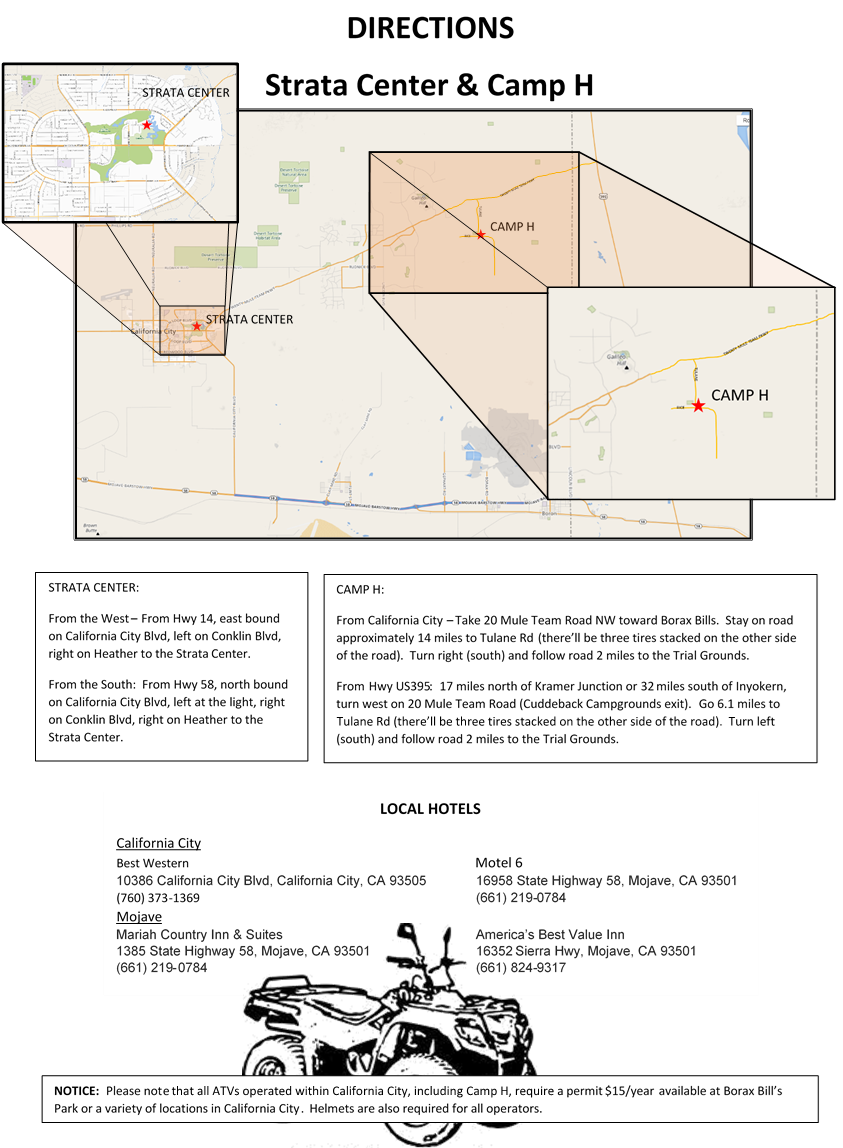 DIRECTIONS
Strata Center & Camp H
STRATA CENTER
CAMP H
STRATA CENTER
California City
CAMP H
STRATA CENTER:
From the West – From Hwy 14, east bound
on California City Blvd, left on Conklin Blvd,
right on Heather to the Strata Center.
From the South:  From Hwy 58, north bound
on California City Blvd, left at the light, right
on Conklin Blvd, right on Heather to the
Strata Center.
CAMP H:
From California City – Take 20 Mule Team Road NW toward Borax Bills.  Stay on road
approximately 14 miles to Tulane Rd (there'll be three tires stacked on the other side
of the road).  Turn right (south) and follow road 2 miles to the Trial Grounds.
From Hwy US395:  17 miles north of Kramer Junction or 32 miles south of Inyokern,
turn west on 20 Mule Team Road (Cuddeback Campgrounds exit).  Go 6.1 miles to
Tulane Rd (there'll be three tires stacked on the other side of the road).  Turn left
(south) and follow road 2 miles to the Trial Grounds.
LOCAL HOTELS
California City
Best Western
10386 California City Blvd, California City, CA 93505
(760) 373-1369
Motel 6
16958 State Highway 58, Mojave, CA 93501
(661) 219-0784
Mojave
Mariah Country Inn & Suites
1385 State Highway 58, Mojave, CA 93501
(661) 219-0784
America's Best Value Inn
16352 Sierra Hwy, Mojave, CA 93501
(661) 824-9317
NOTICE:  Please note that all ATVs operated within California City, including Camp H, require a permit $15/year available at Borax Bill's
Park or a variety of locations in California City.  Helmets are also required for all operators.